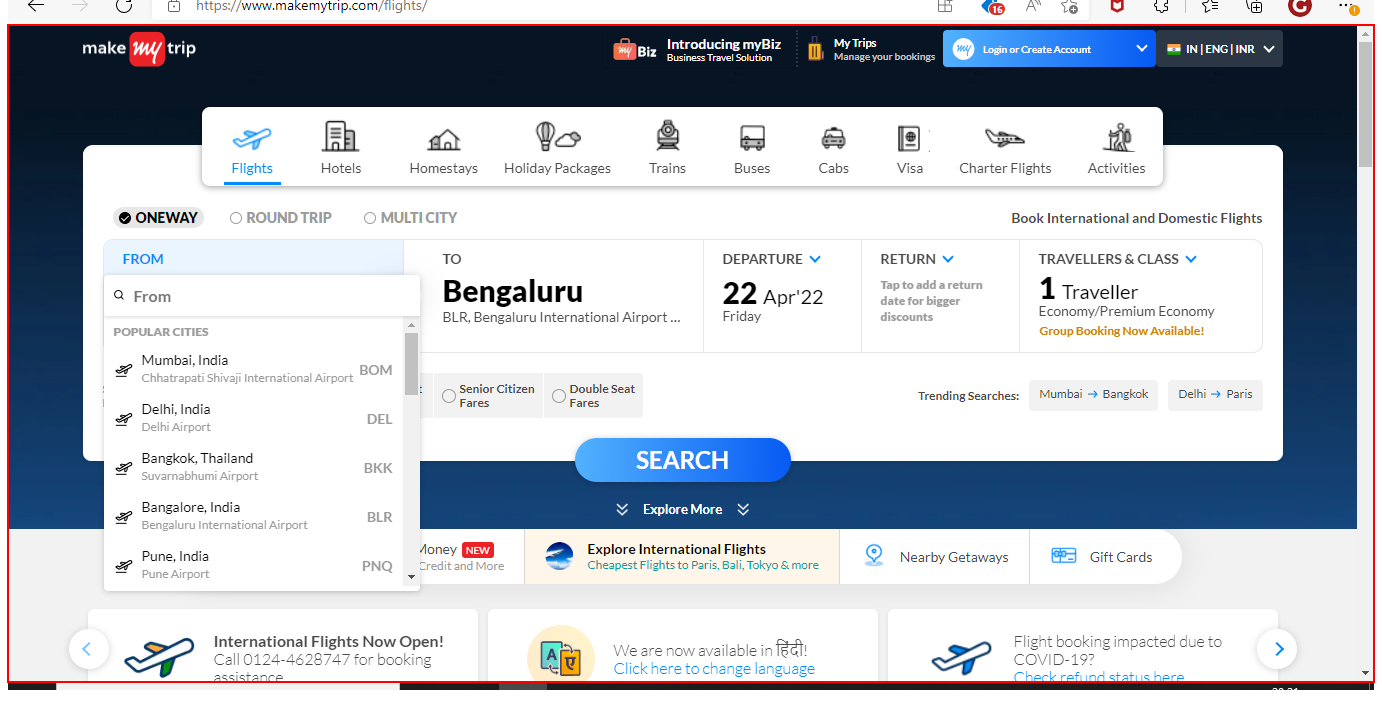 https://www.makemytrip.com/flights/
16
make my trip
my Biz
Introducing myBiz
Business Travel Solution
My Trips
Manage your bookings
my
Login or Create Account
IN | ENG | INR
Flights
Hotels
Homestays
Holiday Packages
Trains
Buses
Cabs
Visa
Charter Flights
Activities
ONEWAY
ROUND TRIP
MULTI CITY
Book International and Domestic Flights
FROM
From
POPULAR CITIES
Mumbai, India
Chhatrapati Shivaji International Airport
BOM
Delhi, India
Delhi Airport
DEL
Bangkok, Thailand
Suvarnabhumi Airport
BKK
Bangalore, India
Bengaluru International Airport
BLR
Pune, India
Pune Airport
PNQ
TO
Bengaluru
BLR, Bengaluru International Airport ...
DEPARTURE
22 Apr'22
Friday
RETURN
Tap to add a return
date for bigger
discounts
TRAVELLERS & CLASS
1 Traveller
Economy/Premium Economy
Group Booking Now Available!
Senior Citizen
Fares
Double Seat
Fares
Trending Searches:
Mumbai → Bangkok
Delhi → Paris
SEARCH
Explore More
Money NEW
Credit and More
Explore International Flights
Cheapest Flights to Paris, Bali, Tokyo & more
Nearby Getaways
Gift Cards
International Flights Now Open!
Call 0124-4628747 for booking
assistance
A ए
We are now available in हिंदी!
Click here to change language
Flight booking impacted due to
COVID-19?
Check refund status here